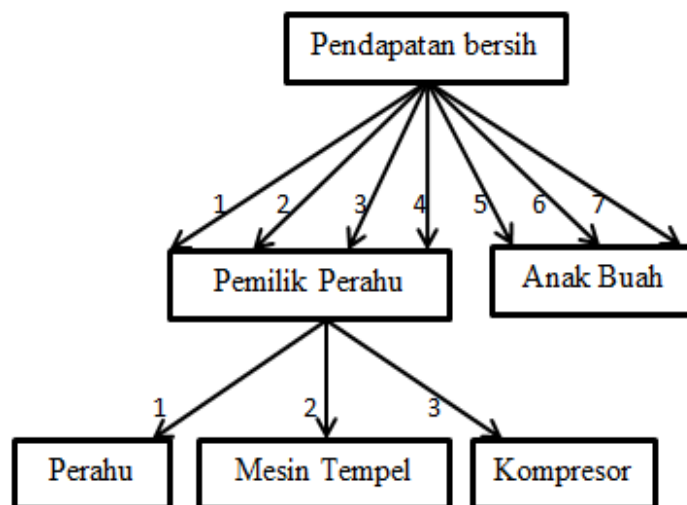 Pendapatan bersih
1 2 3 4 5 6 7
Pemilik Perahu Anak Buah
1 2 3
Perahu Mesin Tempel Kompresor